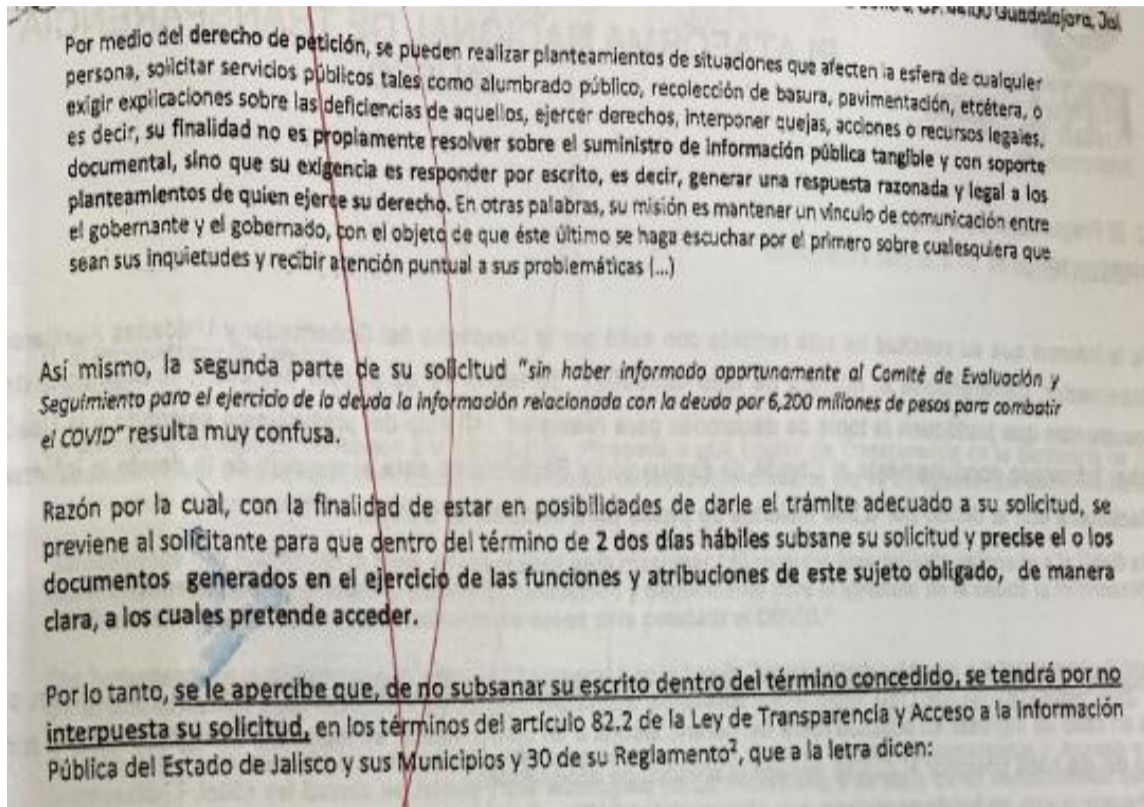 44100 Guadalajara, Jal.
Por medio del derecho de petición, se pueden realizar planteamientos de situaciones que afecten la esfera de cualquier
persona, solicitar servicios públicos tales como alumbrado público, recolección de basura, pavimentación, etcétera, o
exigir explicaciones sobre las deficiencias de aquellos, ejercer derechos, interponer quejas, acciones o recursos legales,
es decir, su finalidad no es propiamente resolver sobre el suministro de información pública tangible y con soporte
documental, sino que su exigencia es responder por escrito, es decir, generar una respuesta razonada y legal a los
planteamientos de quien ejerce su derecho. En otras palabras, su misión es mantener un vínculo de comunicación entre
el gobernante y el gobernado, con el objeto de que éste último se haga escuchar por el primero sobre cualesquiera que
sean sus inquietudes y recibir atención puntual a sus problemáticas (...)
Así mismo, la segunda parte de su solicitud "sin haber informado oportunamente al Comité de Evaluación y
Seguimiento para el ejercicio de la deuda la información relacionada con la deuda por 6,200 millones de pesos para combatir
el COVID" resulta muy confusa.
Razón por la cual, con la finalidad de estar en posibilidades de darle el trámite adecuado a su solicitud, se
previene al solicitante para que dentro del término de 2 dos días hábiles subsane su solicitud y precise el o los
documentos generados en el ejercicio de las funciones y atribuciones de este sujeto obligado, de manera
clara, a los cuales pretende acceder.
Por lo tanto, se le apercibe que, de no subsanar su escrito dentro del término concedido, se tendrá por no
interpuesta su solicitud, en los términos del artículo 82.2 de la Ley de Transparencia y Acceso a la Información
Pública del Estado de Jalisco y sus Municipios y 30 de su Reglamento², que a la letra dicen: